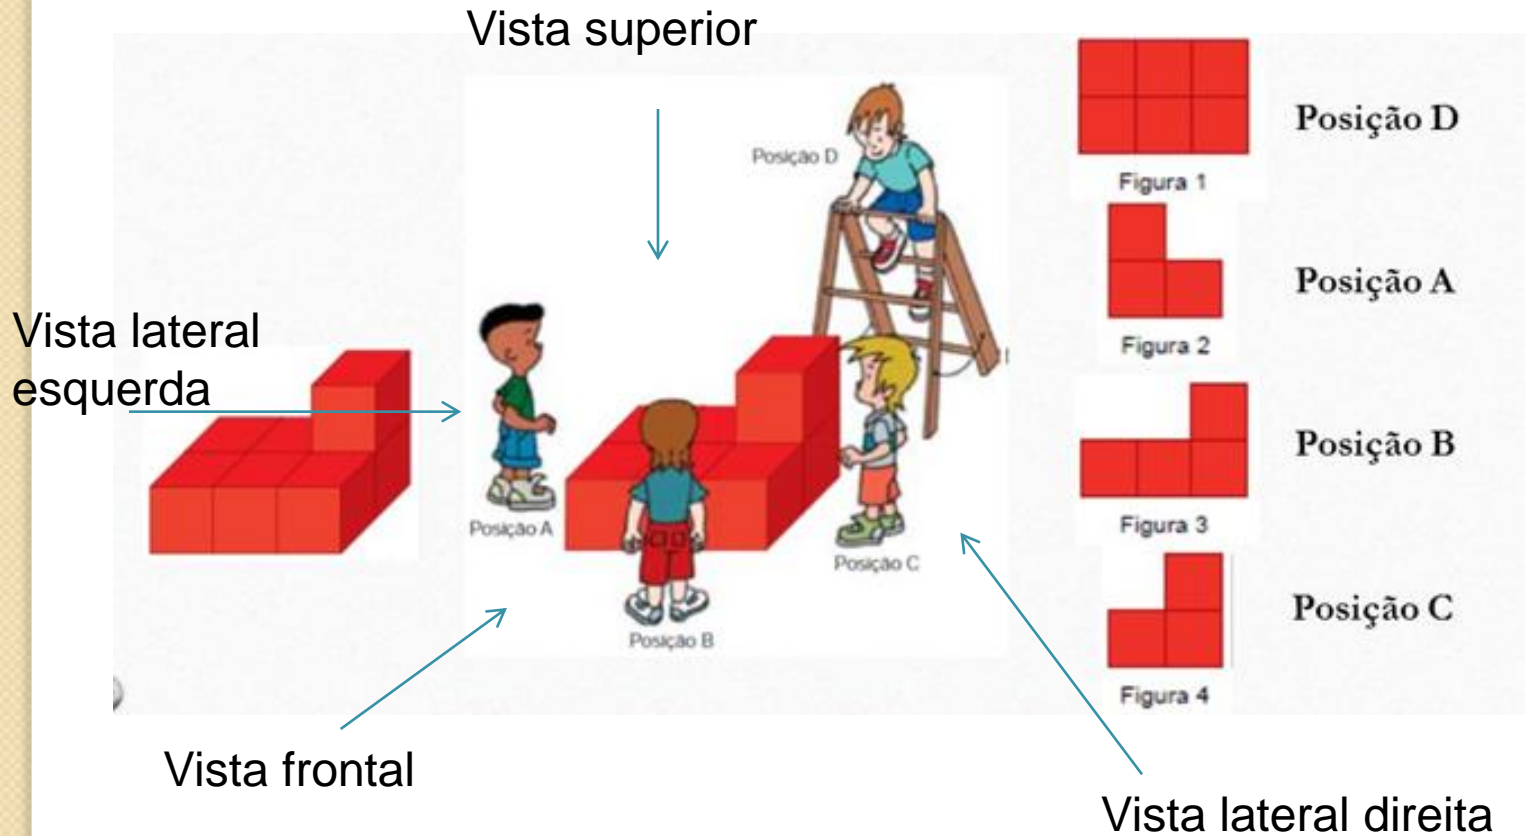 Vista superior
Posição D
Posição D
Figura 1
Posição A
Figura 2
Vista lateral
esquerda
Posição B
Posição A
Figura 3
Posição C
Posição B
Posição C
Figura 4
Vista frontal
Vista lateral direita